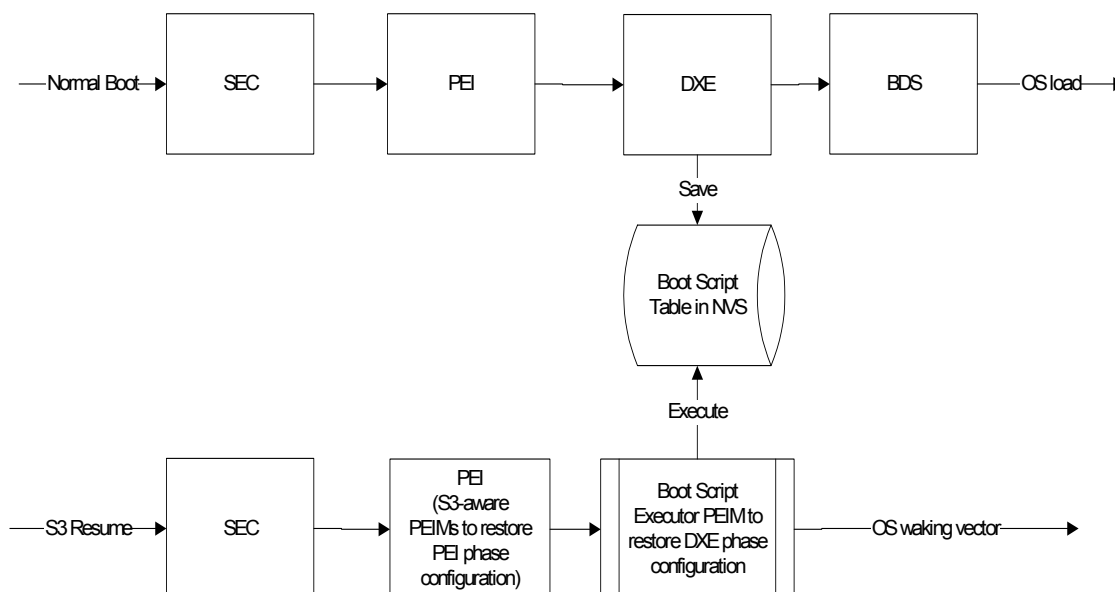 Normal Boot
SEC
PEI
DXE
BDS
OS load
Save
Boot Script
Table in NVS
Execute
S3 Resume
SEC
PEI
(S3-aware
PEIMs to restore
PEI phase
configuration)
Boot Script
Executor PEIM to
restore DXE phase
configuration
OS waking vector